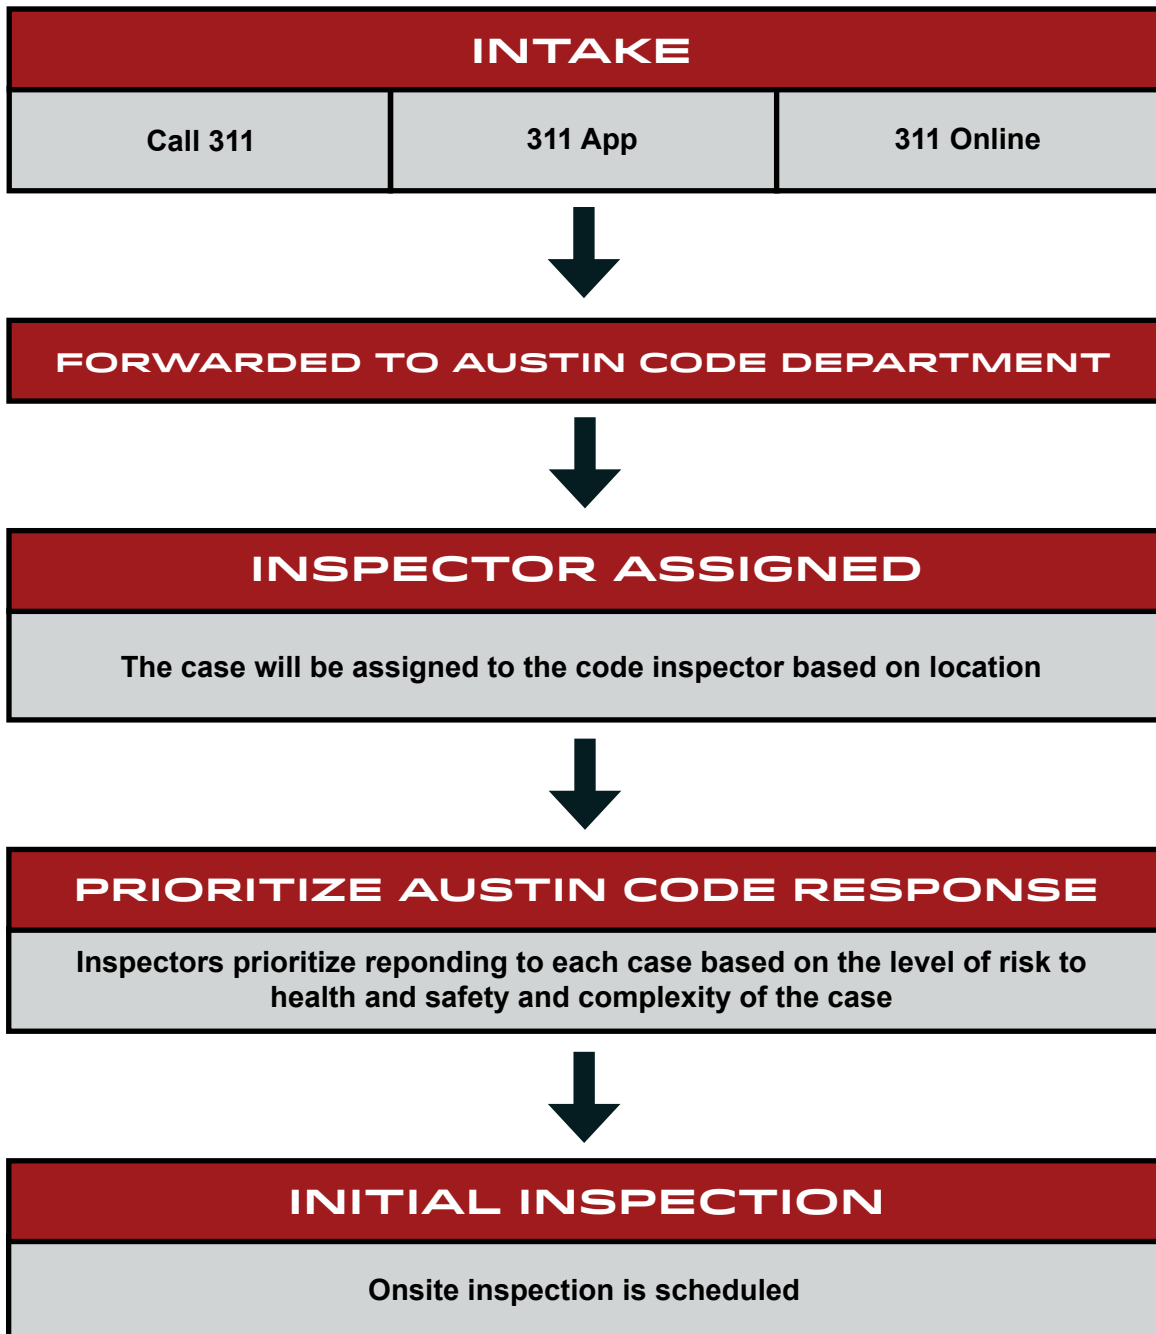 INTAKE
Call 311
311 App
311 Online
FORWARDED TO AUSTIN CODE DEPARTMENT
INSPECTOR ASSIGNED
The case will be assigned to the code inspector based on location
PRIORITIZE AUSTIN CODE RESPONSE
Inspectors prioritize reponding to each case based on the level of risk to
health and safety and complexity of the case
INITIAL INSPECTION
Onsite inspection is scheduled